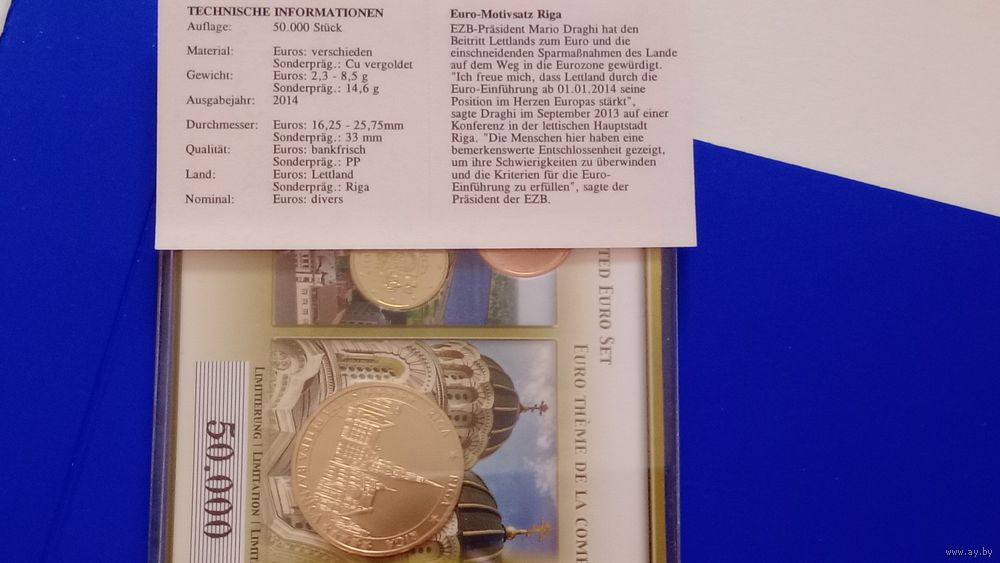 TECHNISCHE INFORMATIONEN
Auflage: 50.000 Stück
Material: Euros: verschieden
Sonderpräg.: Cu vergoldet
Gewicht: Euros: 2,3 - 8,5 g
Sonderpräg.: 14,6 g
Ausgabejahr: 2014
Durchmesser: Euros: 16,25 - 25,75mm
Sonderpräg.: 33 mm
Qualität: Euros: bankfrisch
Sonderpräg.: PP
Land: Euros: Lettland
Sonderpräg.: Riga
Nominal: Euros: divers
Euro-Motivsatz Riga
EZB-Präsident Mario Draghi hat den
Beitritt Lettlands zum Euro und die
einschneidenden Sparmaßnahmen des Lande
auf dem Weg in die Eurozone gewürdigt.
"Ich freue mich, dass Lettland durch die
Euro-Einführung ab 01.01.2014 seine
Position im Herzen Europas stärkt",
sagte Draghi im September 2013 auf einer
Konferenz in der lettischen Hauptstadt
Riga. "Die Menschen hier haben eine
bemerkenswerte Entschlossenheit gezeigt,
um ihre Schwierigkeiten zu überwinden
und die Kriterien für die Euro-
Einführung zu erfüllen", sagte der
Präsident der EZB.
TED EURO SET
EURO THÈME DE LA COM
LIMITIERUNG | LIMITATION | LIMIT
50.000
RIGA
www.ay.by